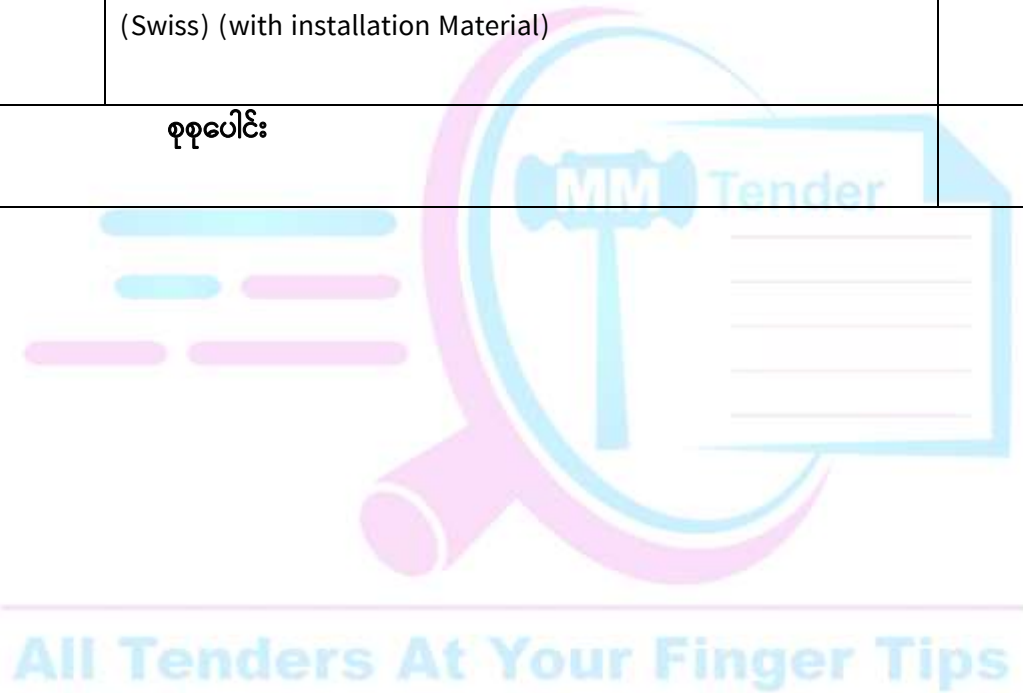 (Swiss) (with installation Material)
စုစုပေါင်း
MM Tender
All Tenders At Your Finger Tips